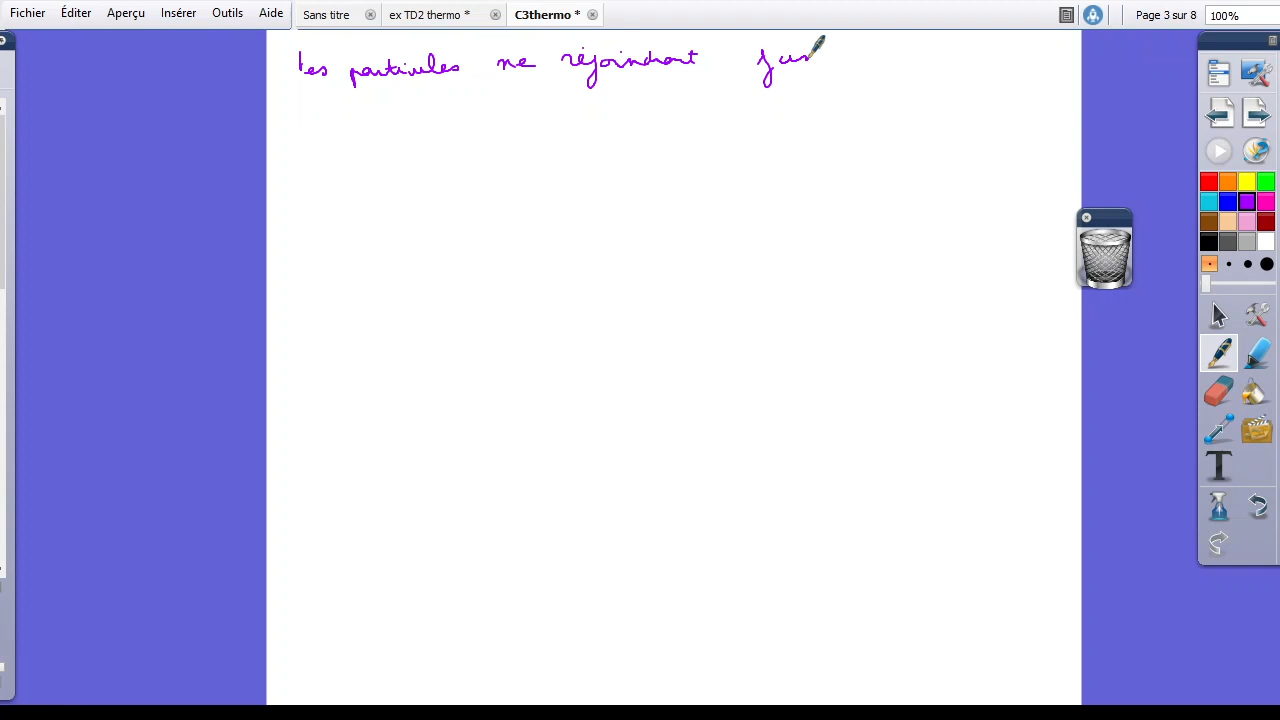 Fichier Éditer Aperçu Insérer Outils Aide Sans titre ex TD2 thermo * C3thermo * Page 3 sur 8 100%
les particules ne réjoindront
T